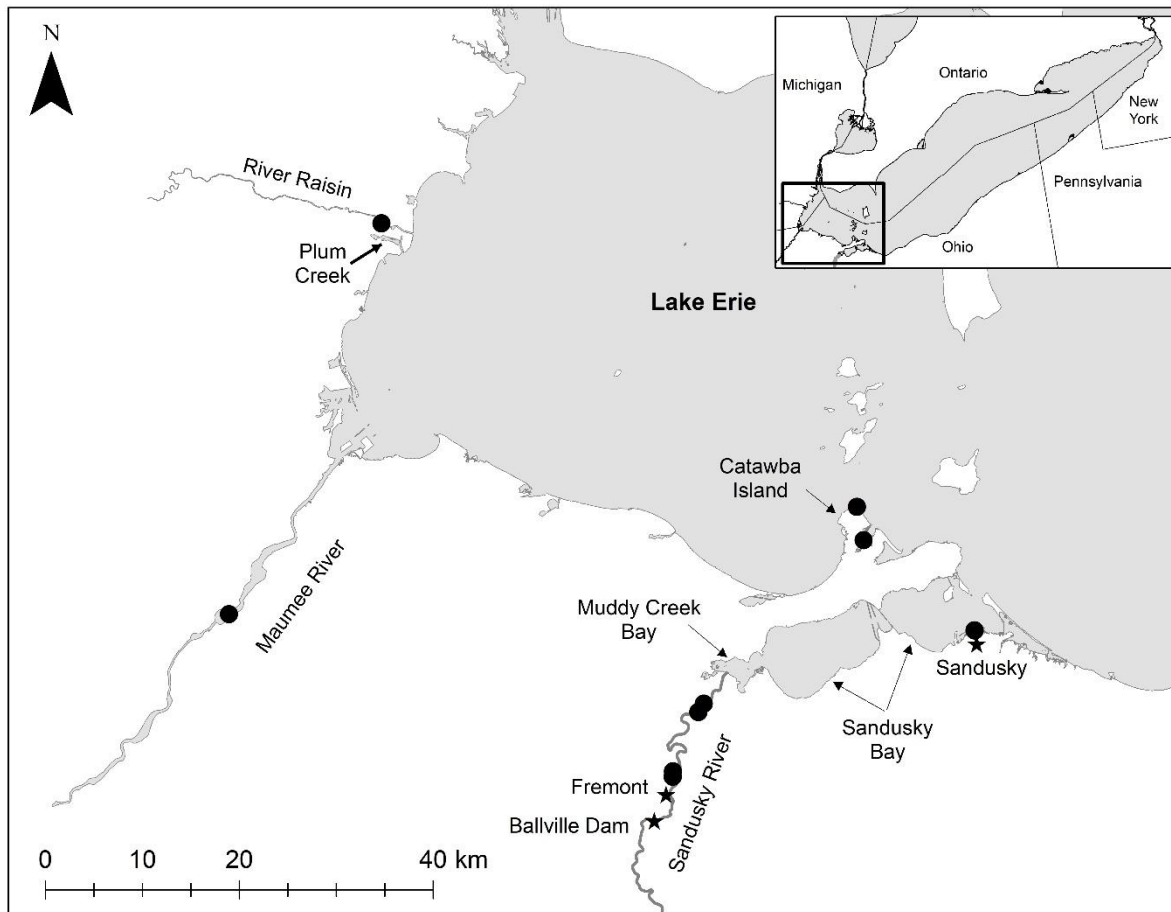 N
Michigan
Ontario
New
York
Pennsylvania
Ohio
River Raisin
Plum
Creek
Lake Erie
Catawba
Island
Maumee River
Muddy Creek
Bay
Sandusky
Sandusky
Bay
Sandusky River
Fremont
Ballville Dam
0 10 20 40 km